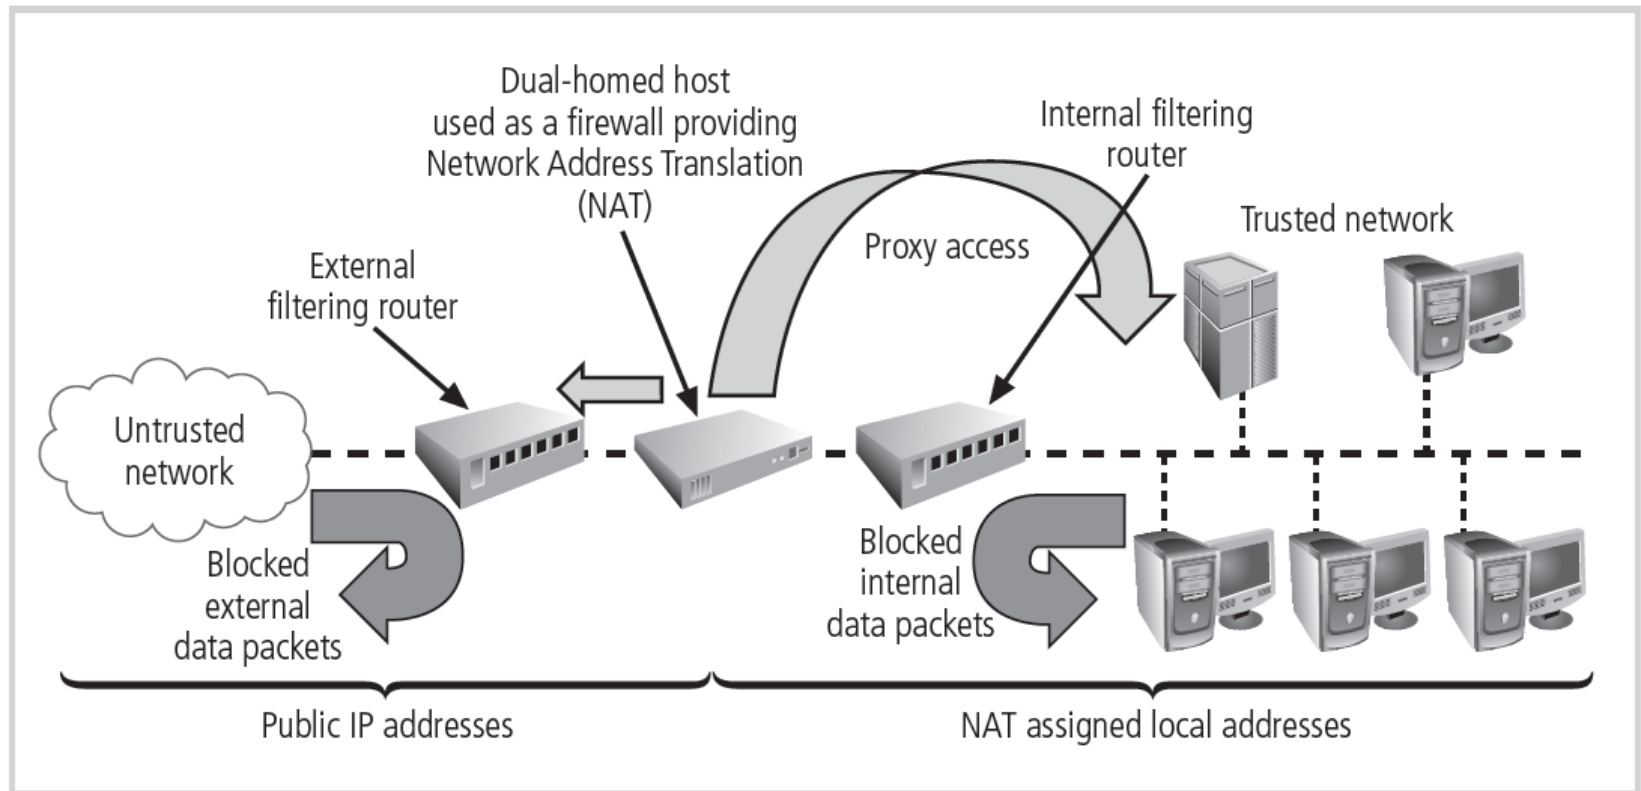 Dual-homed host
used as a firewall providing
Network Address Translation
(NAT)
Internal filtering
router
Proxy access
Trusted network
External
filtering router
Untrusted
network
Blocked
external
data packets
Blocked
internal
data packets
Public IP addresses
NAT assigned local addresses